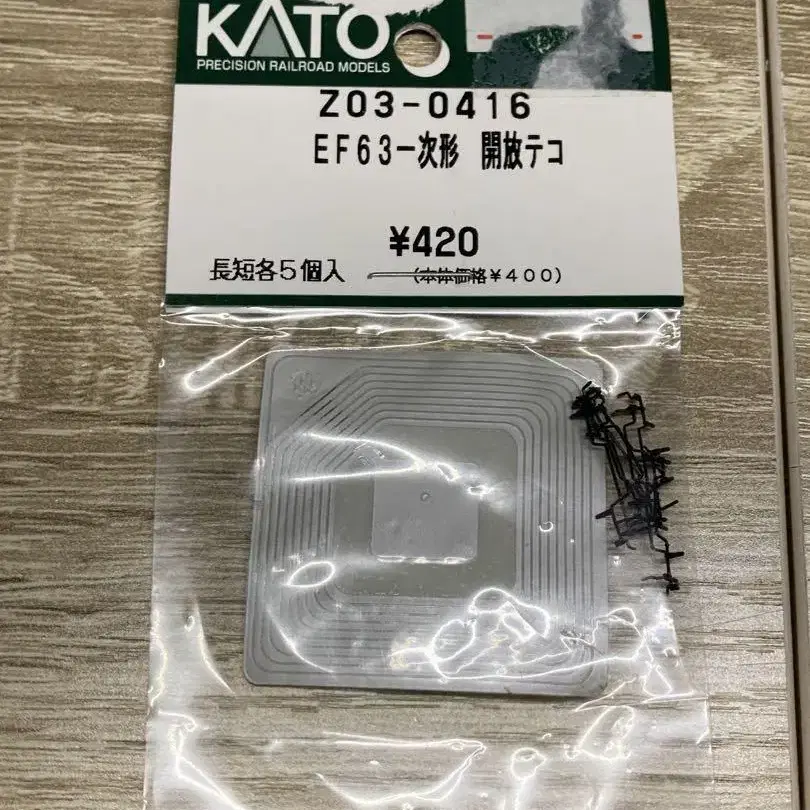 KATO
PRECISION RAILROAD MODELS
Z03-0416
EF63一次形 開放テコ
¥420
長短各5個入 (本体価格¥400)